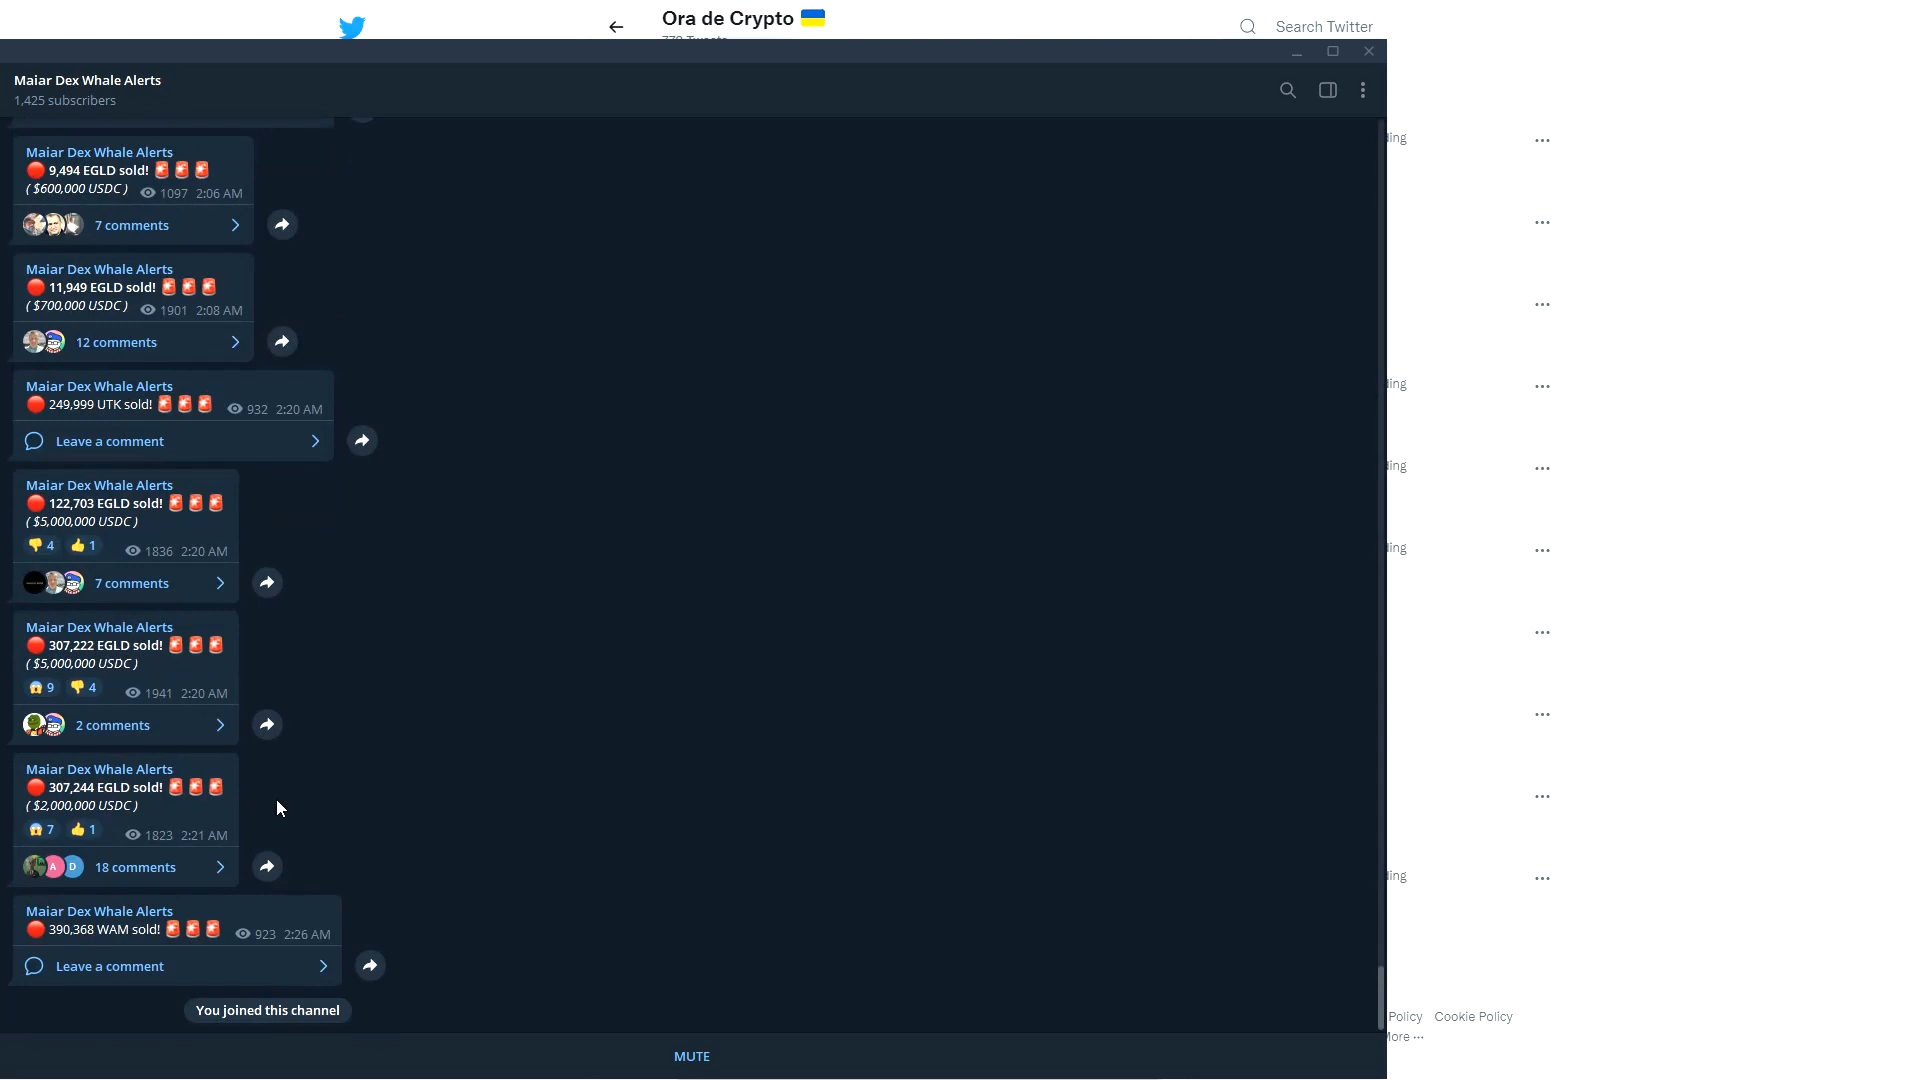 Ora de Crypto
Search Twitter
Maiar Dex Whale Alerts
1,425 subscribers
Maiar Dex Whale Alerts
9,494 EGLD sold!
( $600,000 USDC )
1097 2:06 AM
7 comments
Maiar Dex Whale Alerts
11,949 EGLD sold!
( $700,000 USDC )
1901 2:08 AM
12 comments
Maiar Dex Whale Alerts
249,999 UTK sold!
932 2:20 AM
Leave a comment
Maiar Dex Whale Alerts
122,703 EGLD sold!
( $5,000,000 USDC )
4 1 1836 2:20 AM
7 comments
Maiar Dex Whale Alerts
307,222 EGLD sold!
( $5,000,000 USDC )
9 4 1941 2:20 AM
2 comments
Maiar Dex Whale Alerts
307,244 EGLD sold!
( $2,000,000 USDC )
7 1 1823 2:21 AM
A D 18 comments
Maiar Dex Whale Alerts
390,368 WAM sold!
923 2:26 AM
Leave a comment
You joined this channel
MUTE
ding
ding
ding
ding
ding
Policy Cookie Policy
More ...